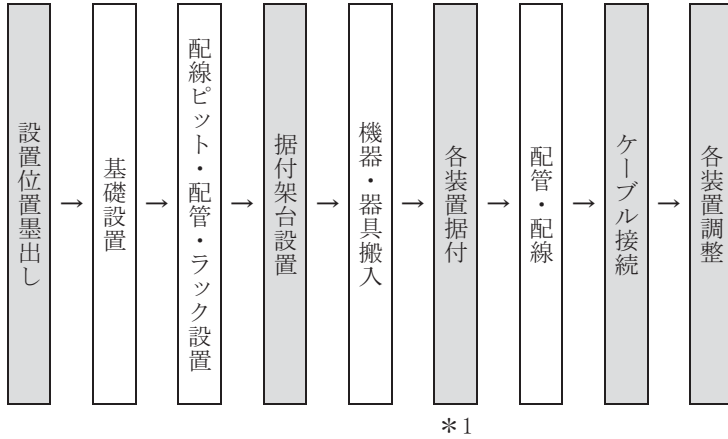 設置位置墨出し
→
基礎設置
→
配線ピット・配管・ラック設置
→
据付架台設置
→
機器・器具搬入
→
各装置据付
→
配管・配線
→
ケーブル接続
→
各装置調整
＊1